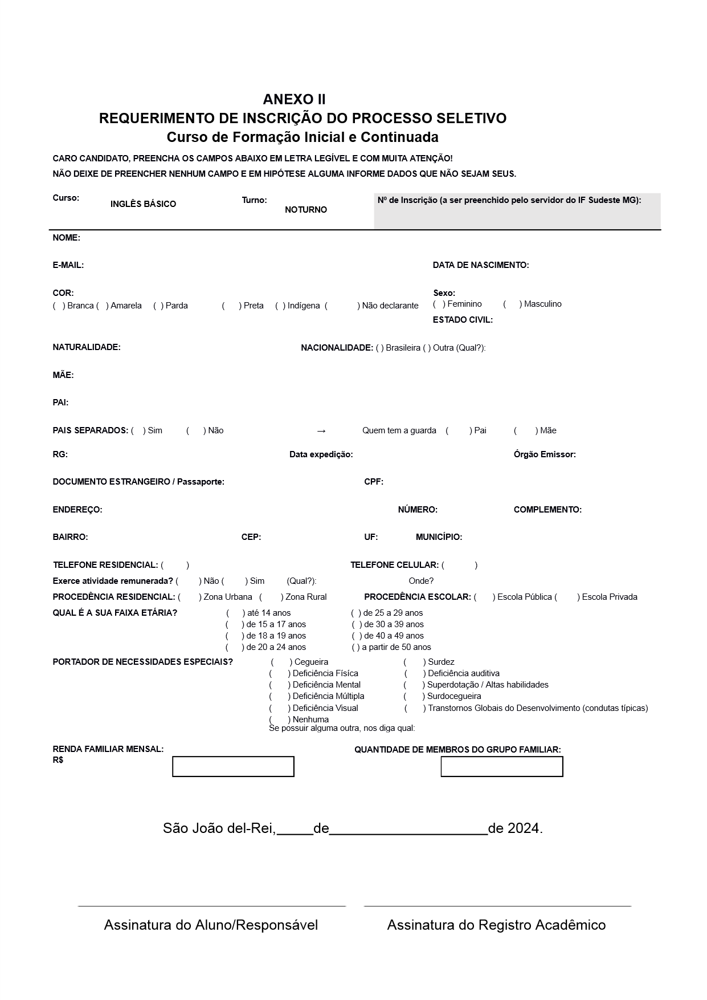 ANEXO II
REQUERIMENTO DE INSCRIÇÃO DO PROCESSO SELETIVO
Curso de Formação Inicial e Continuada
CARO CANDIDATO, PREENCHA OS CAMPOS ABAIXO EM LETRA LEGÍVEL E COM MUITA ATENÇÃO!
NÃO DEIXE DE PREENCHER NENHUM CAMPO E EM HIPÓTESE ALGUMA INFORME DADOS QUE NÃO SEJAM SEUS.
Curso: INGLÊS BÁSICO Turno: NOTURNO Nº de Inscrição (a ser preenchido pelo servidor do IF Sudeste MG):
NOME:
E-MAIL: DATA DE NASCIMENTO:
COR: Sexo:
( ) Branca ( ) Amarela ( ) Parda ( ) Preta ( ) Indígena ( ) Não declarante ( ) Feminino ( ) Masculino
ESTADO CIVIL:
NATURALIDADE: NACIONALIDADE: ( ) Brasileira ( ) Outra (Qual?):
MÃE:
PAI:
PAIS SEPARADOS: ( ) Sim ( ) Não → Quem tem a guarda ( ) Pai ( ) Mãe
RG: Data expedição: Órgão Emissor:
DOCUMENTO ESTRANGEIRO / Passaporte: CPF:
ENDEREÇO: NÚMERO: COMPLEMENTO:
BAIRRO: CEP: UF: MUNICÍPIO:
TELEFONE RESIDENCIAL: ( ) TELEFONE CELULAR: ( )
Exerce atividade remunerada? ( ) Não ( ) Sim (Qual?): Onde?
PROCEDÊNCIA RESIDENCIAL: ( ) Zona Urbana ( ) Zona Rural PROCEDÊNCIA ESCOLAR: ( ) Escola Pública ( ) Escola Privada
QUAL É A SUA FAIXA ETÁRIA? ( ) até 14 anos ( ) de 25 a 29 anos
( ) de 15 a 17 anos ( ) de 30 a 39 anos
( ) de 18 a 19 anos ( ) de 40 a 49 anos
( ) de 20 a 24 anos ( ) a partir de 50 anos
PORTADOR DE NECESSIDADES ESPECIAIS? ( ) Cegueira ( ) Surdez
( ) Deficiência Físíca ( ) Deficiência auditiva
( ) Deficiência Mental ( ) Superdotação / Altas habilidades
( ) Deficiência Múltipla ( ) Surdocegueira
( ) Deficiência Visual ( ) Transtornos Globais do Desenvolvimento (condutas típicas)
( ) Nenhuma
Se possuir alguma outra, nos diga qual:
RENDA FAMILIAR MENSAL: QUANTIDADE DE MEMBROS DO GRUPO FAMILIAR:
R$
São João del-Rei,_____de______________________de 2024.
Assinatura do Aluno/Responsável Assinatura do Registro Acadêmico